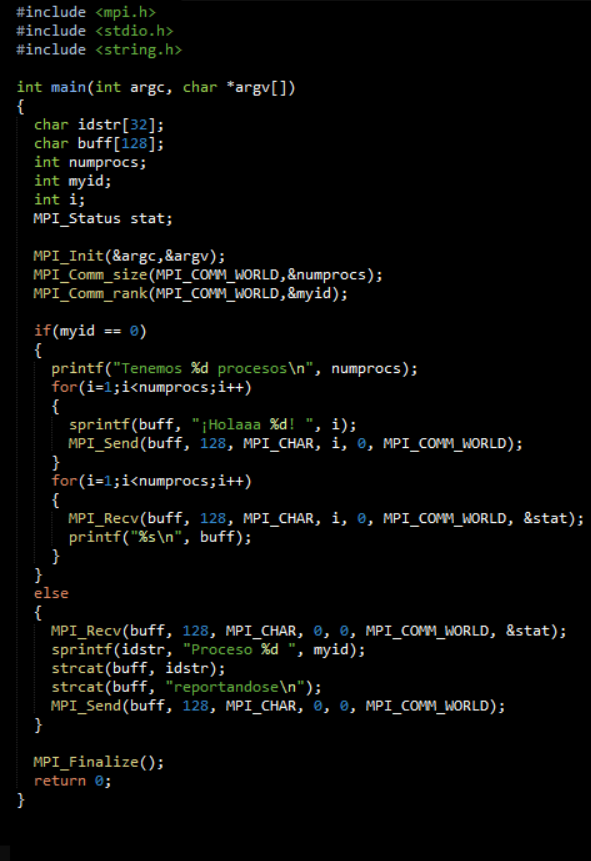 #include <mpi.h>
#include <stdio.h>
#include <string.h>

int main(int argc, char *argv[])
{
  char idstr[32];
  char buff[128];
  int numprocs;
  int myid;
  int i;
  MPI_Status stat;

  MPI_Init(&argc,&argv);
  MPI_Comm_size(MPI_COMM_WORLD,&numprocs);
  MPI_Comm_rank(MPI_COMM_WORLD,&myid);

  if(myid == 0)
  {
    printf("Tenemos %d procesos\n", numprocs);
    for(i=1;i<numprocs;i++)
    {
      sprintf(buff, "¡Holaaa %d! ", i);
      MPI_Send(buff, 128, MPI_CHAR, i, 0, MPI_COMM_WORLD);
    }
    for(i=1;i<numprocs;i++)
    {
      MPI_Recv(buff, 128, MPI_CHAR, i, 0, MPI_COMM_WORLD, &stat);
      printf("%s\n", buff);
    }
  }
  else
  {
    MPI_Recv(buff, 128, MPI_CHAR, 0, 0, MPI_COMM_WORLD, &stat);
    sprintf(idstr, "Proceso %d ", myid);
    strcat(buff, idstr);
    strcat(buff, "reportandose\n");
    MPI_Send(buff, 128, MPI_CHAR, 0, 0, MPI_COMM_WORLD);
  }

  MPI_Finalize();
  return 0;
}